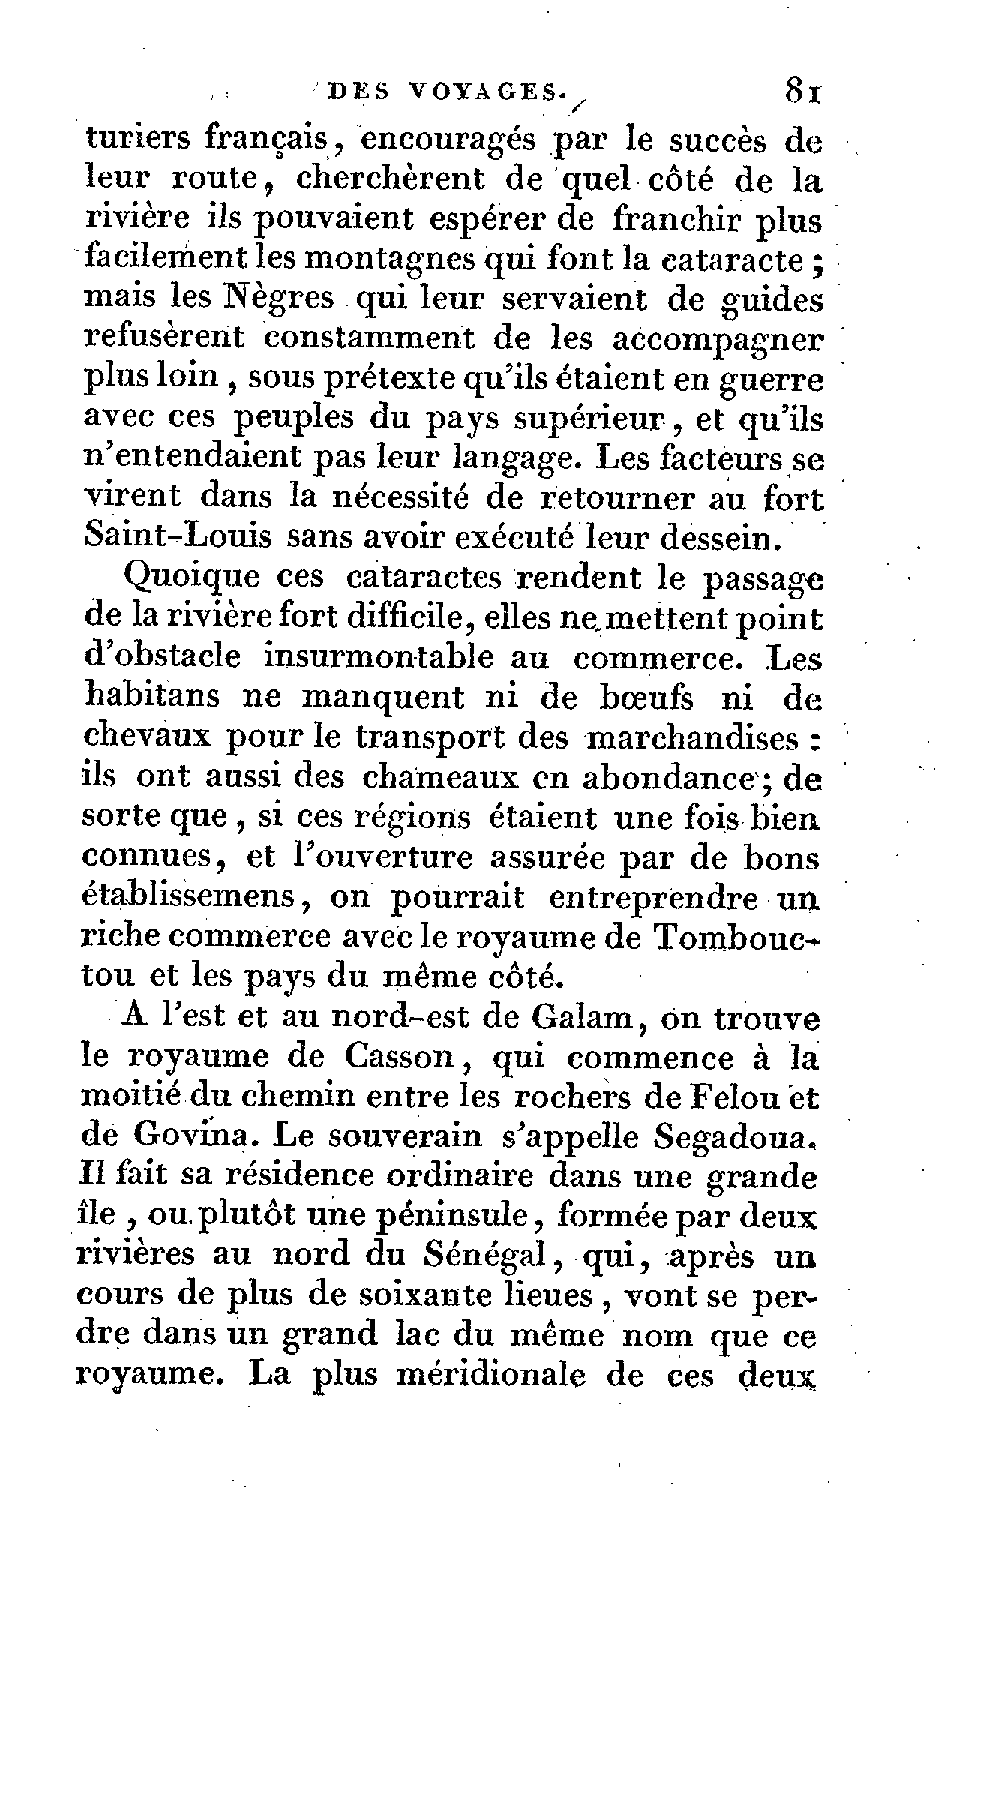 DES VOYAGES. 81
turiers français, encouragés par le succès de
leur route, cherchèrent de quel côté de la
rivière ils pouvaient espérer de franchir plus
facilement les montagnes qui font la cataracte ;
mais les Nègres qui leur servaient de guides
refusèrent constamment de les accompagner
plus loin, sous prétexte qu'ils étaient en guerre
avec ces peuples du pays supérieur, et qu'ils
n'entendaient pas leur langage. Les facteurs se
virent dans la nécessité de retourner au fort
Saint-Louis sans avoir exécuté leur dessein.
Quoique ces cataractes rendent le passage
de la rivière fort difficile, elles ne mettent point
d'obstacle insurmontable au commerce. Les
habitans ne manquent ni de bœufs ni de
chevaux pour le transport des marchandises :
ils ont aussi des chameaux en abondance ; de
sorte que, si ces régions étaient une fois bien
connues, et l'ouverture assurée par de bons
établissemens, on pourrait entreprendre un
riche commerce avec le royaume de Tombouc-
tou et les pays du même côté.
A l'est et au nord-est de Galam, on trouve
le royaume de Casson, qui commence à la
moitié du chemin entre les rochers de Felou et
de Govina. Le souverain s'appelle Segadoua.
Il fait sa résidence ordinaire dans une grande
île, ou plutôt une péninsule, formée par deux
rivières au nord du Sénégal, qui, après un
cours de plus de soixante lieues, vont se per-
dre dans un grand lac du même nom que ce
royaume. La plus méridionale de ces deux